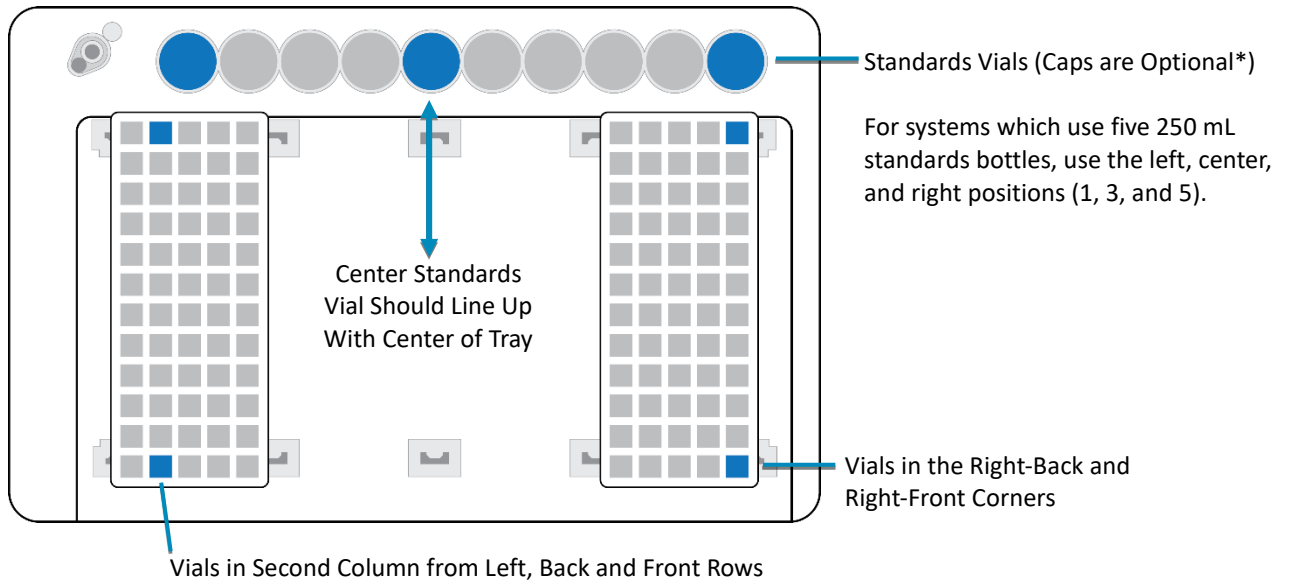 Standards Vials (Caps are Optional*)
For systems which use five 250 mL
standards bottles, use the left, center,
and right positions (1, 3, and 5).
Center Standards
Vial Should Line Up
With Center of Tray
Vials in the Right-Back and
Right-Front Corners
Vials in Second Column from Left, Back and Front Rows